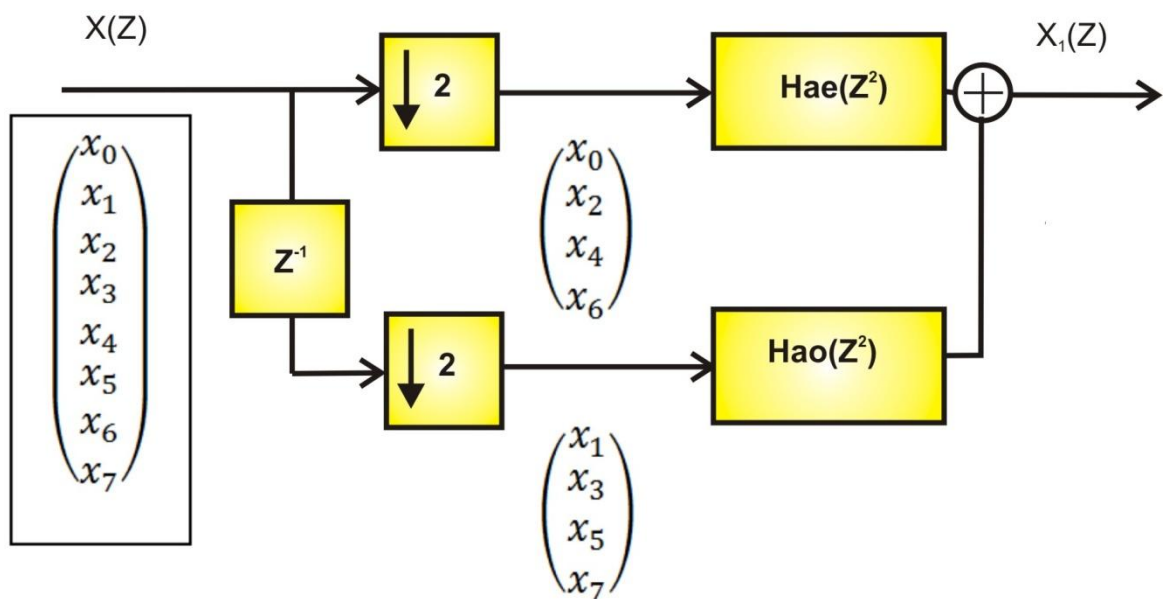 X(Z)
↓ 2
Hae(Z²)
X₁(Z)
x₀
x₁
x₂
x₃
x₄
x₅
x₆
x₇
x₀
x₂
x₄
x₆
Z⁻¹
↓ 2
Hao(Z²)
x₁
x₃
x₅
x₇